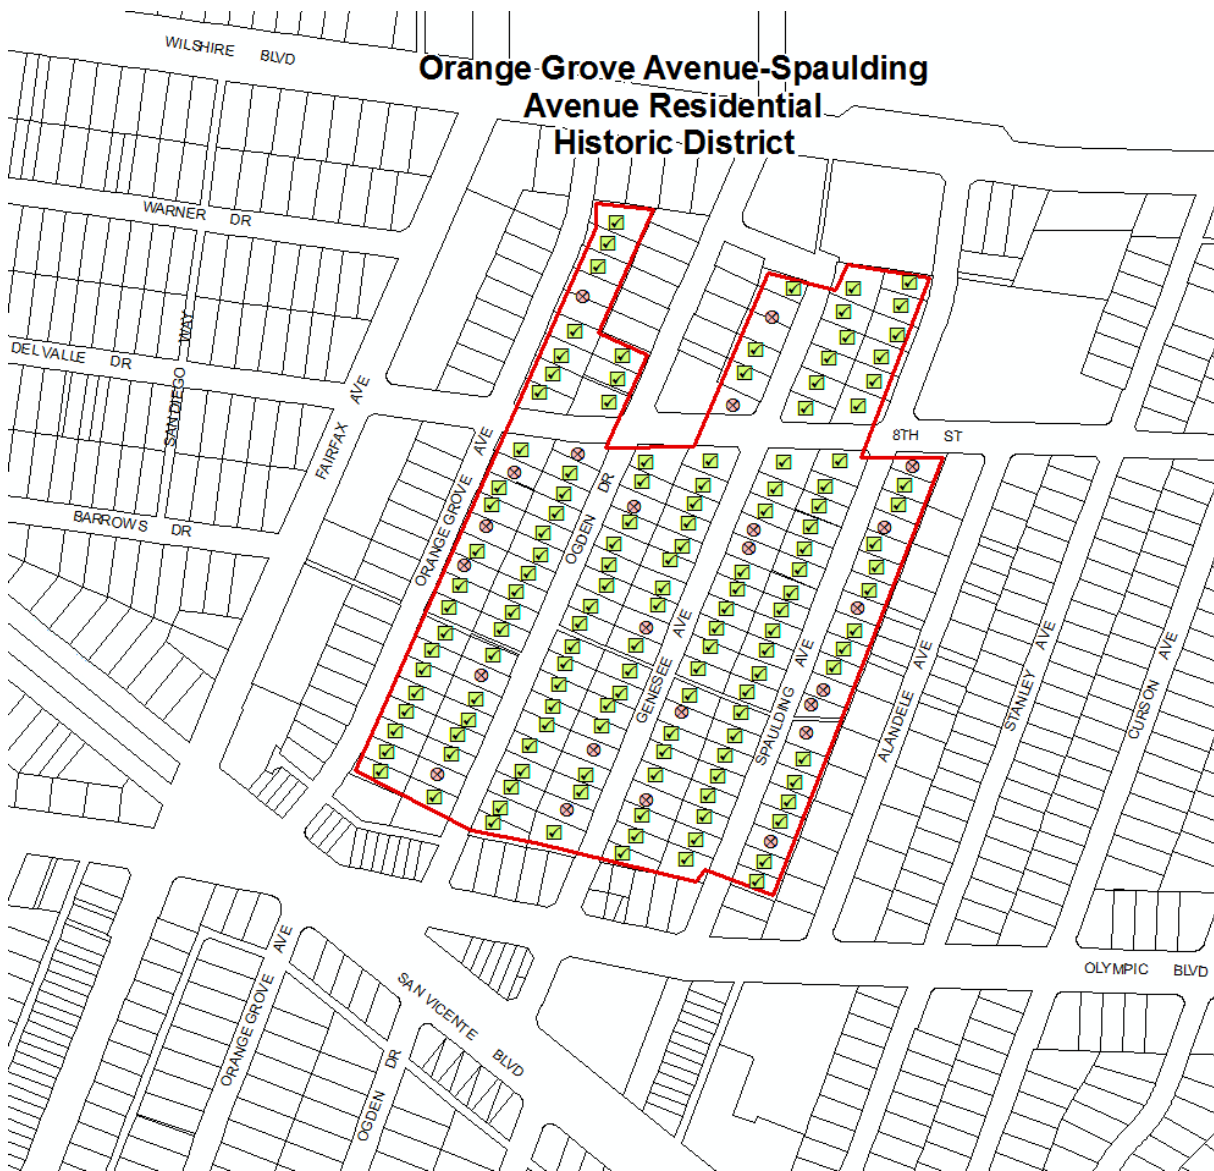 WILSHIRE BLVD
Orange Grove Avenue-Spaulding
Avenue Residential
Historic District
WARNER DR
SAN DIEGO WAY
DEL VALLE DR
FAIRFAX AVE
8TH ST
ORANGE GROVE AVE
OGDEN DR
BARROWS DR
GENESEE AVE
SPAULDING AVE
ALANDELE AVE
STANLEY AVE
CURSON AVE
ORANGE GROVE AVE
SAN VICENTE BLVD
OLYMPIC BLVD
OGDEN DR